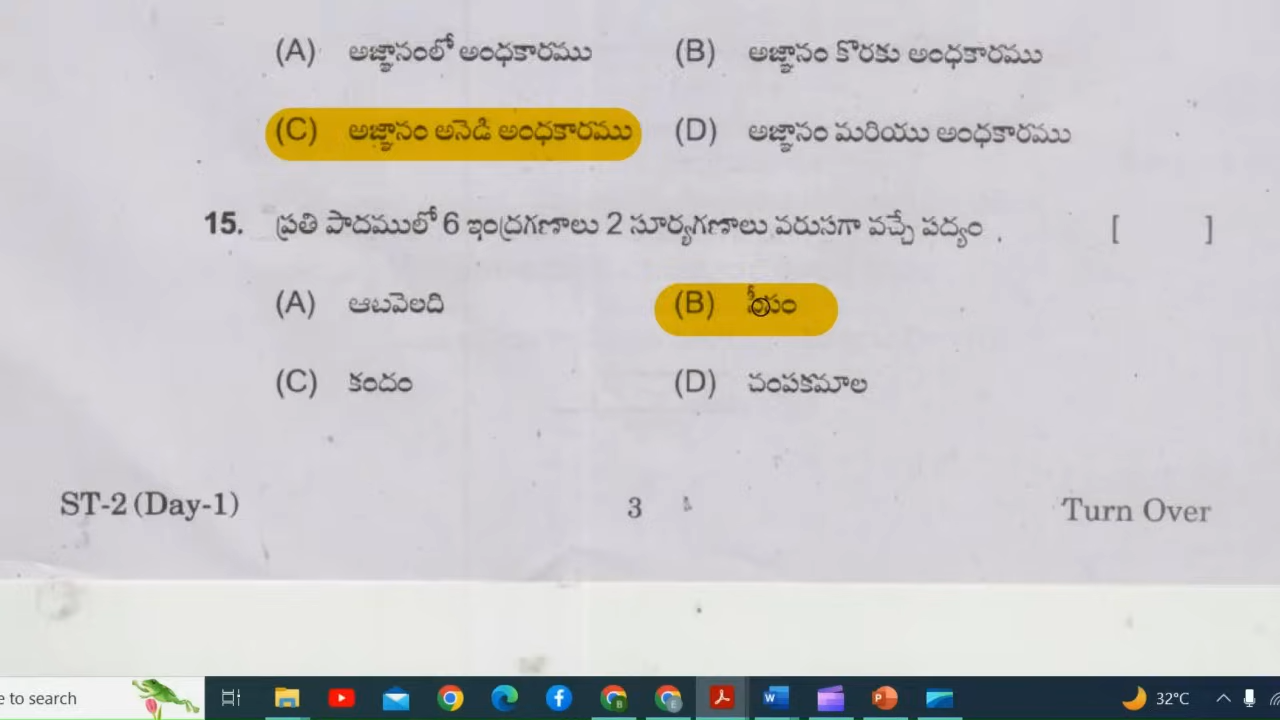 (A) అజ్ఞానంలో అంధకారము (B) అజ్ఞానం కొరకు అంధకారము
(C) అజ్ఞానం అనెడి అంధకారము (D) అజ్ఞానం మరియు అంధకారము
15. ప్రతి పాదములో 6 ఇంద్రగణాలు 2 సూర్యగణాలు వరుసగా వచ్చే పద్యం . [ ]
(A) ఆటవెలది (B) సీసం
(C) కందం (D) చంపకమాల
ST-2 (Day-1) 3 Turn Over
e to search 32°C